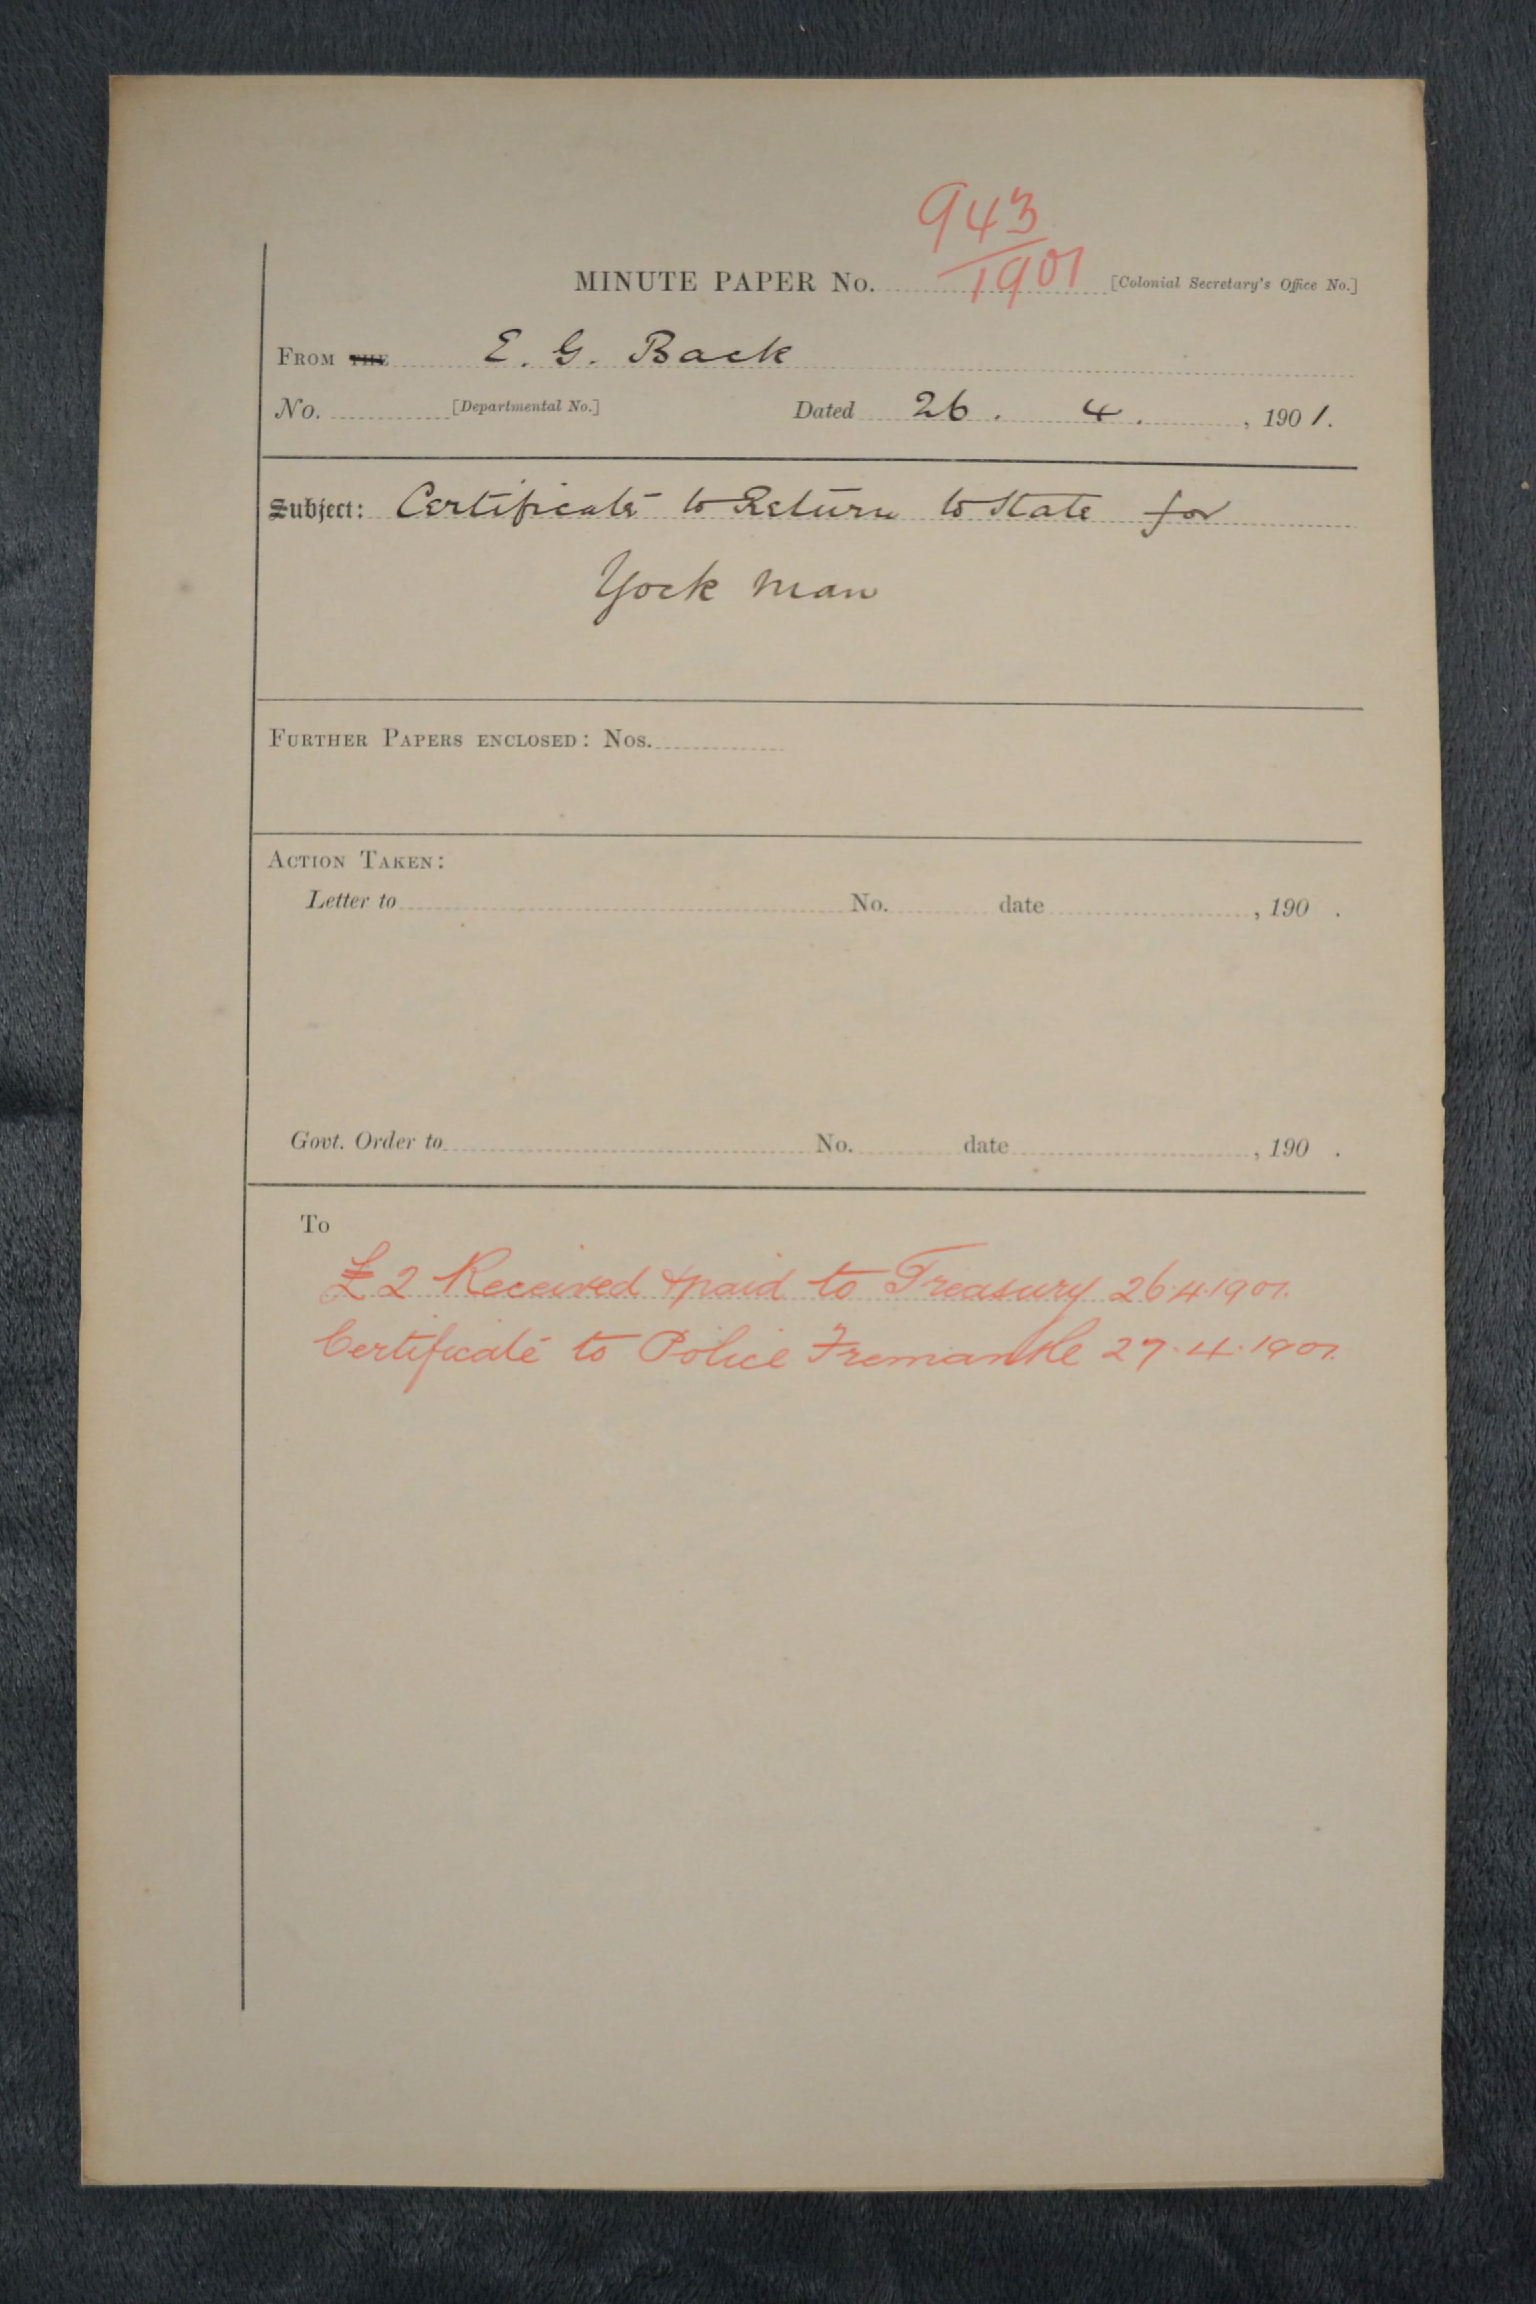 943
MINUTE PAPER No. 1901 [Colonial Secretary's Office No.]
FROM THE E. G. Back
No. [Departmental No.] Dated 26. 4. , 1901.
Subject: Certificate to Return to State for
Yock Man
FURTHER PAPERS ENCLOSED: Nos.
ACTION TAKEN:
Letter to No. date , 190 .
Govt. Order to No. date , 190 .
To
£2 Received & paid to Treasury 26.4.1901.
Certificate to Police Fremantle 27.4.1901.